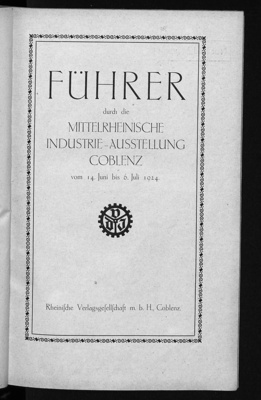 FÜHRER
durch die
MITTELRHEINISCHE
INDUSTRIE-AUSSTELLUNG
COBLENZ
vom 14. Juni bis 6. Juli 1924.
Rheinische Verlagsgesellschaft m. b. H., Coblenz